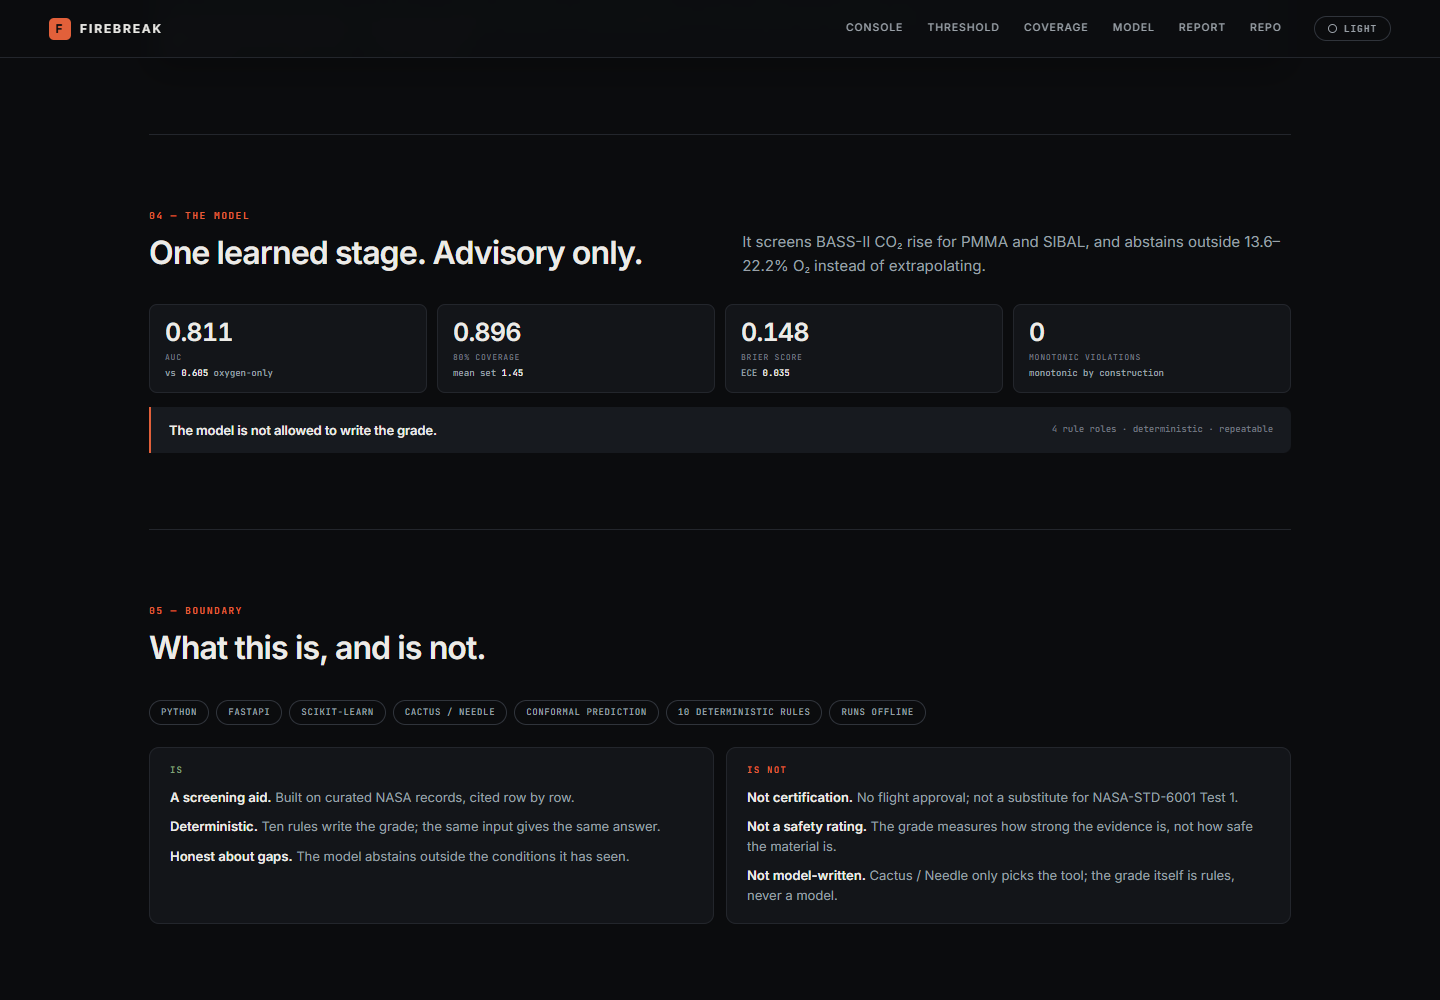 F FIREBREAK
CONSOLE THRESHOLD COVERAGE MODEL REPORT REPO LIGHT
04 — THE MODEL
One learned stage. Advisory only.
It screens BASS-II CO₂ rise for PMMA and SIBAL, and abstains outside 13.6–
22.2% O₂ instead of extrapolating.
0.811
AUC
vs 0.605 oxygen-only
0.896
80% COVERAGE
mean set 1.45
0.148
BRIER SCORE
ECE 0.035
0
MONOTONIC VIOLATIONS
monotonic by construction
The model is not allowed to write the grade.
4 rule roles · deterministic · repeatable
05 — BOUNDARY
What this is, and is not.
PYTHON FASTAPI SCIKIT-LEARN CACTUS / NEEDLE CONFORMAL PREDICTION 10 DETERMINISTIC RULES RUNS OFFLINE
IS
A screening aid. Built on curated NASA records, cited row by row.
Deterministic. Ten rules write the grade; the same input gives the same answer.
Honest about gaps. The model abstains outside the conditions it has seen.
IS NOT
Not certification. No flight approval; not a substitute for NASA-STD-6001 Test 1.
Not a safety rating. The grade measures how strong the evidence is, not how safe
the material is.
Not model-written. Cactus / Needle only picks the tool; the grade itself is rules,
never a model.